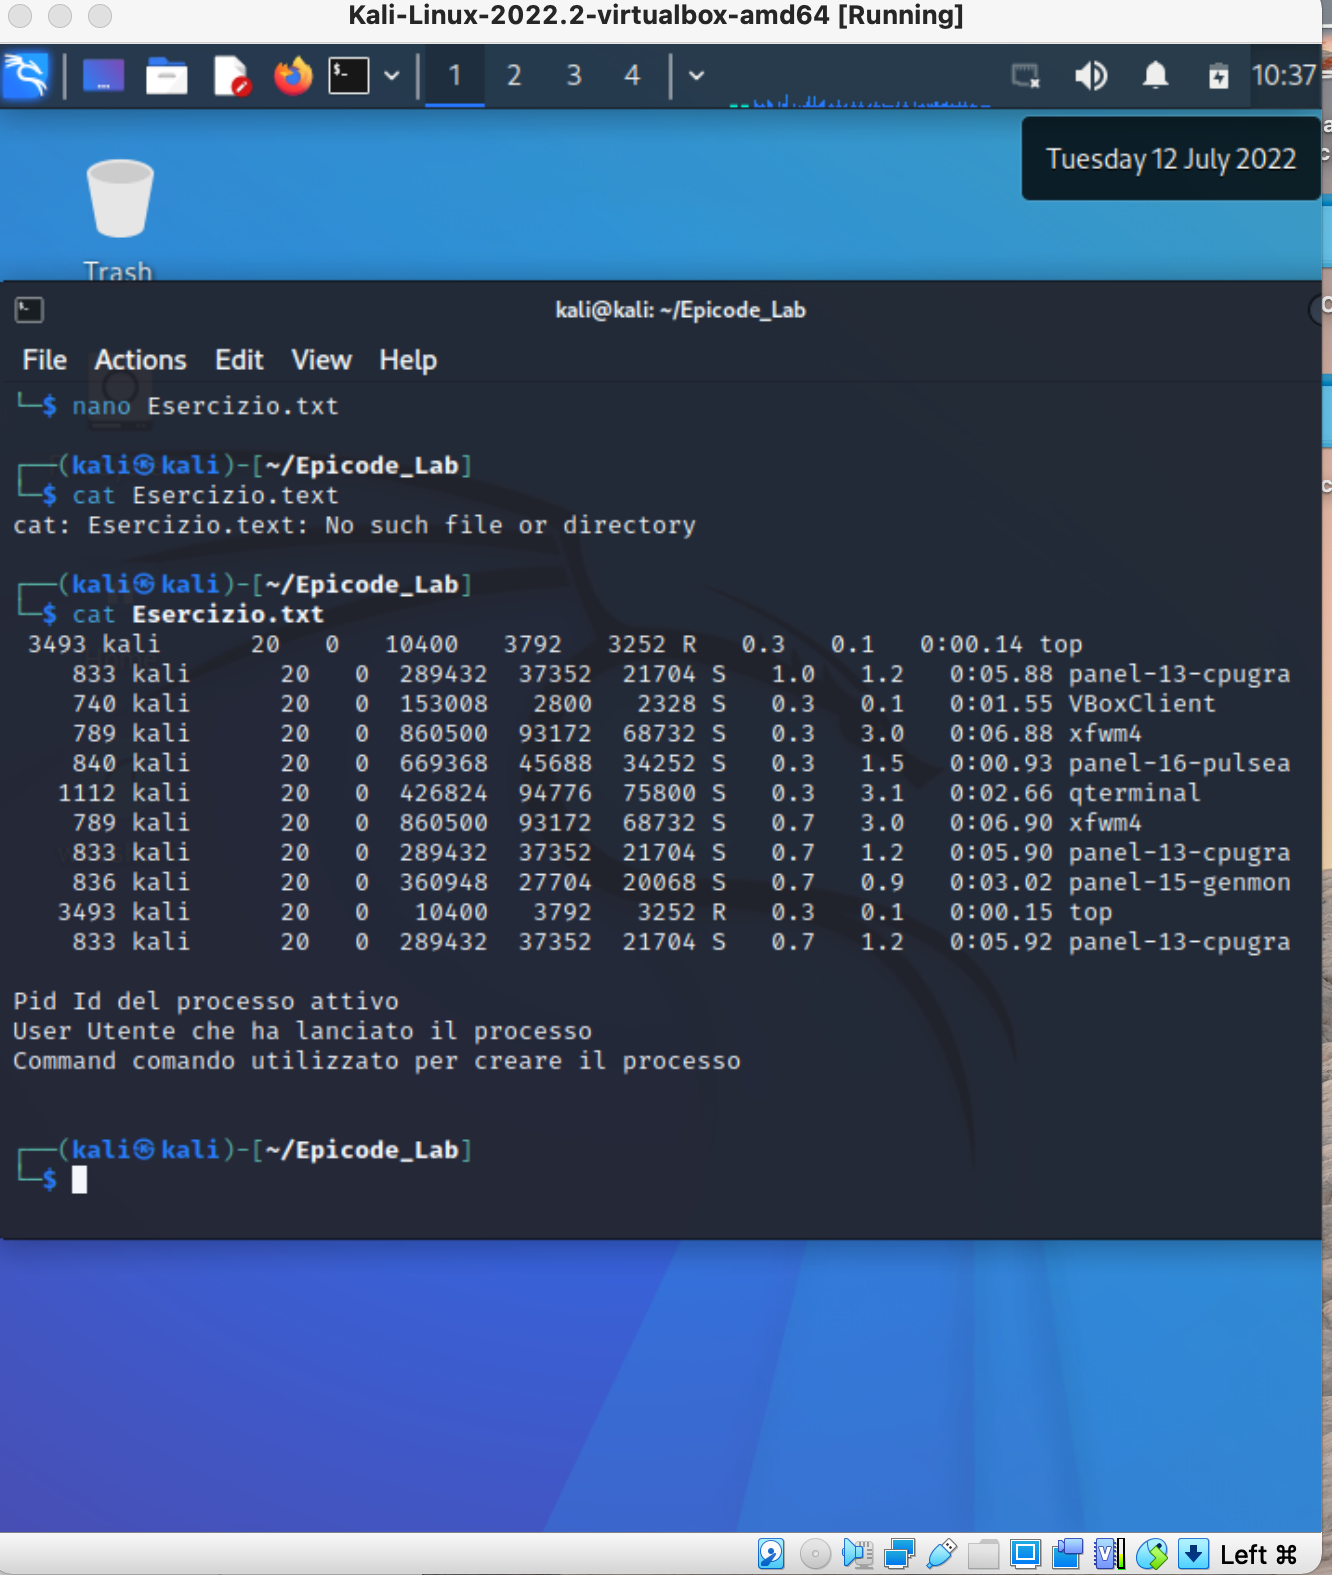 Kali-Linux-2022.2-virtualbox-amd64 [Running]
1 2 3 4 10:37
Tuesday 12 July 2022
Trash
kali@kali: ~/Epicode_Lab
File Actions Edit View Help
└─$ nano Esercizio.txt
┌──(kali㉿kali)-[~/Epicode_Lab]
└─$ cat Esercizio.text
cat: Esercizio.text: No such file or directory
┌──(kali㉿kali)-[~/Epicode_Lab]
└─$ cat Esercizio.txt
3493 kali 20 0 10400 3792 3252 R 0.3 0.1 0:00.14 top
833 kali 20 0 289432 37352 21704 S 1.0 1.2 0:05.88 panel-13-cpugra
740 kali 20 0 153008 2800 2328 S 0.3 0.1 0:01.55 VBoxClient
789 kali 20 0 860500 93172 68732 S 0.3 3.0 0:06.88 xfwm4
840 kali 20 0 669368 45688 34252 S 0.3 1.5 0:00.93 panel-16-pulsea
1112 kali 20 0 426824 94776 75800 S 0.3 3.1 0:02.66 qterminal
789 kali 20 0 860500 93172 68732 S 0.7 3.0 0:06.90 xfwm4
833 kali 20 0 289432 37352 21704 S 0.7 1.2 0:05.90 panel-13-cpugra
836 kali 20 0 360948 27704 20068 S 0.7 0.9 0:03.02 panel-15-genmon
3493 kali 20 0 10400 3792 3252 R 0.3 0.1 0:00.15 top
833 kali 20 0 289432 37352 21704 S 0.7 1.2 0:05.92 panel-13-cpugra
Pid Id del processo attivo
User Utente che ha lanciato il processo
Command comando utilizzato per creare il processo
┌──(kali㉿kali)-[~/Epicode_Lab]
└─$
Left ⌘